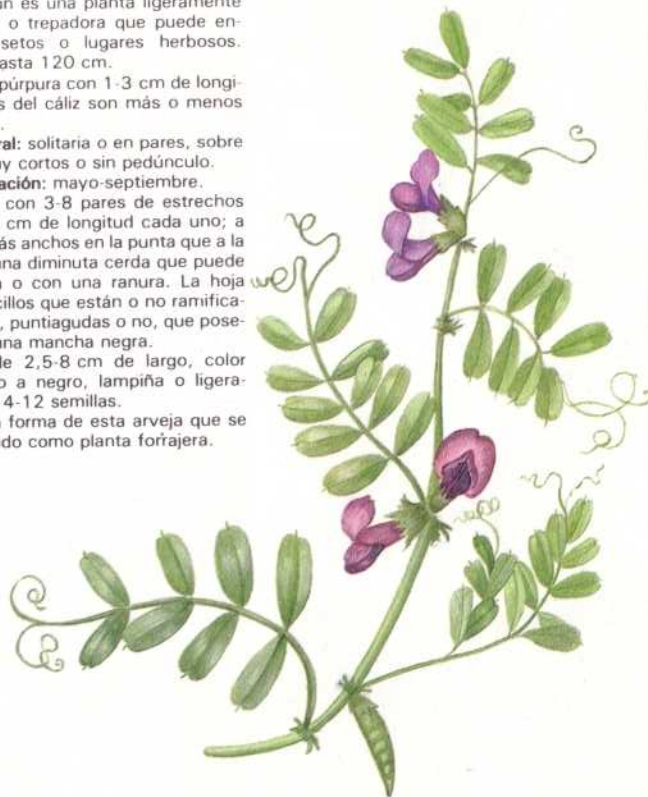 es una planta ligeramente
o trepadora que puede en-
setos o lugares herbosos.
asta 120 cm.
púrpura con 1-3 cm de longi-
s del cáliz son más o menos
.
ral: solitaria o en pares, sobre
y cortos o sin pedúnculo.
ación: mayo-septiembre.
con 3-8 pares de estrechos
cm de longitud cada uno; a
ás anchos en la punta que a la
una diminuta cerda que puede
o con una ranura. La hoja
cillos que están o no ramifica-
, puntiagudas o no, que pose-
una mancha negra.
de 2,5-8 cm de largo, color
o a negro, lampiña o ligera-
4-12 semillas.
forma de esta arveja que se
do como planta forrajera.